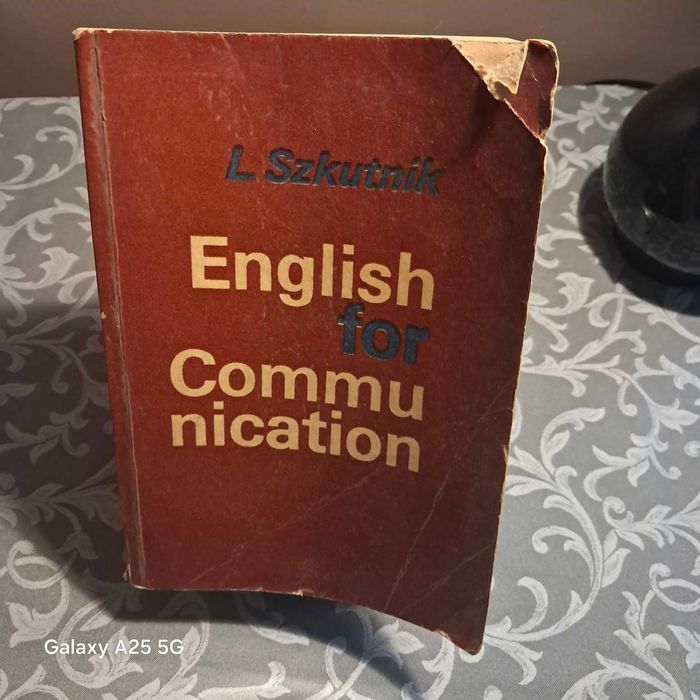 L. Szkutnik
English
for
Commu
nication
Galaxy A25 5G